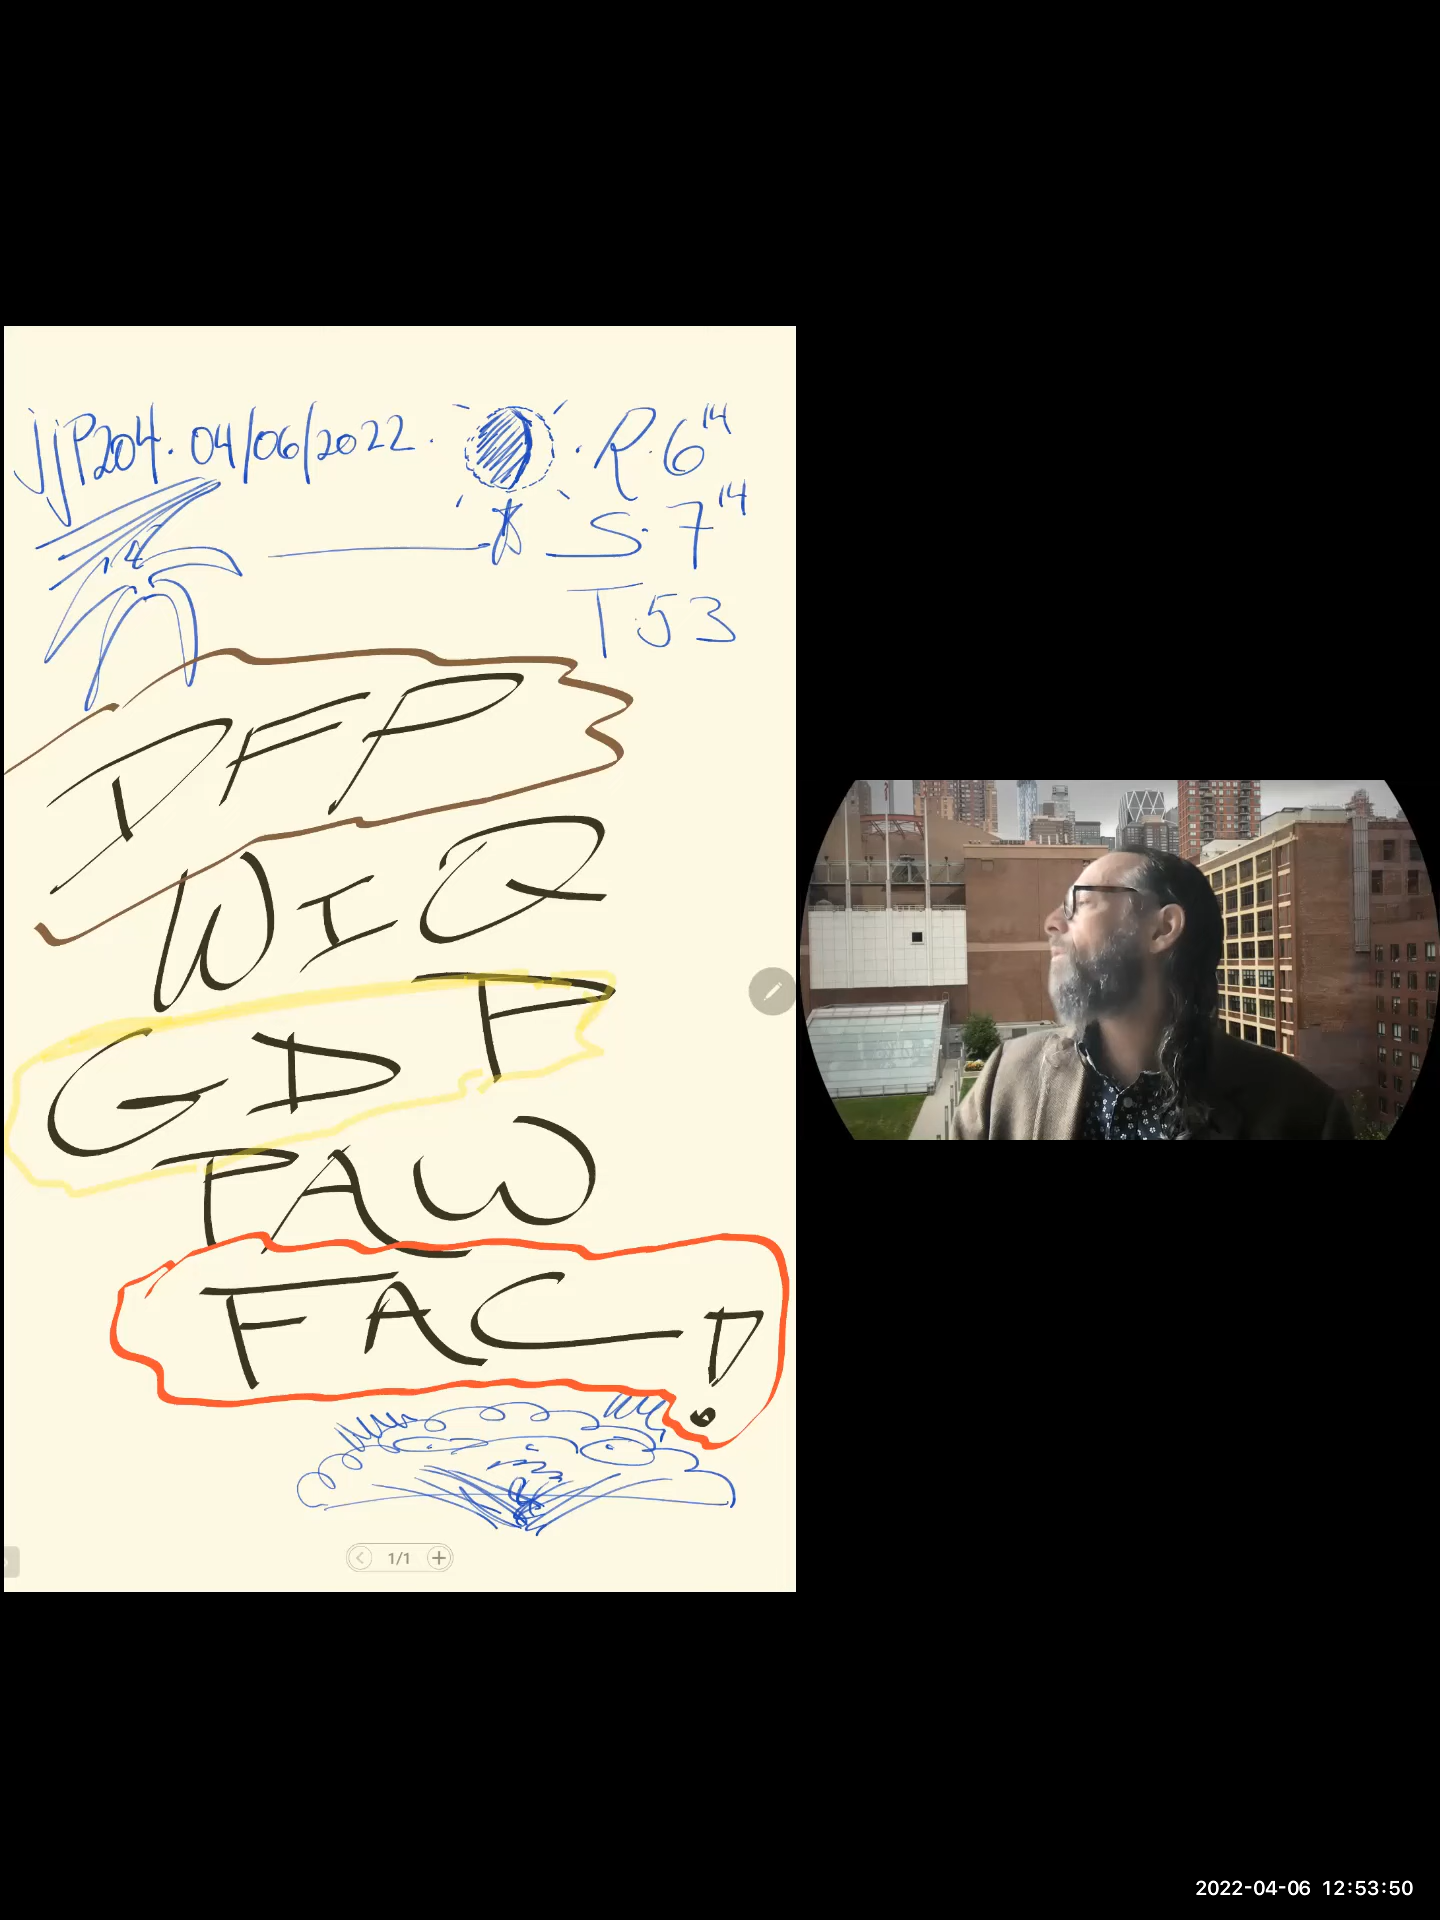 JJP204. 04/06/2022. . R. 6¹⁴
S. 7¹⁴
T. 53
DFP
WIQ
GDP
PAW
FAC
1/1
2022-04-06 12:53:50